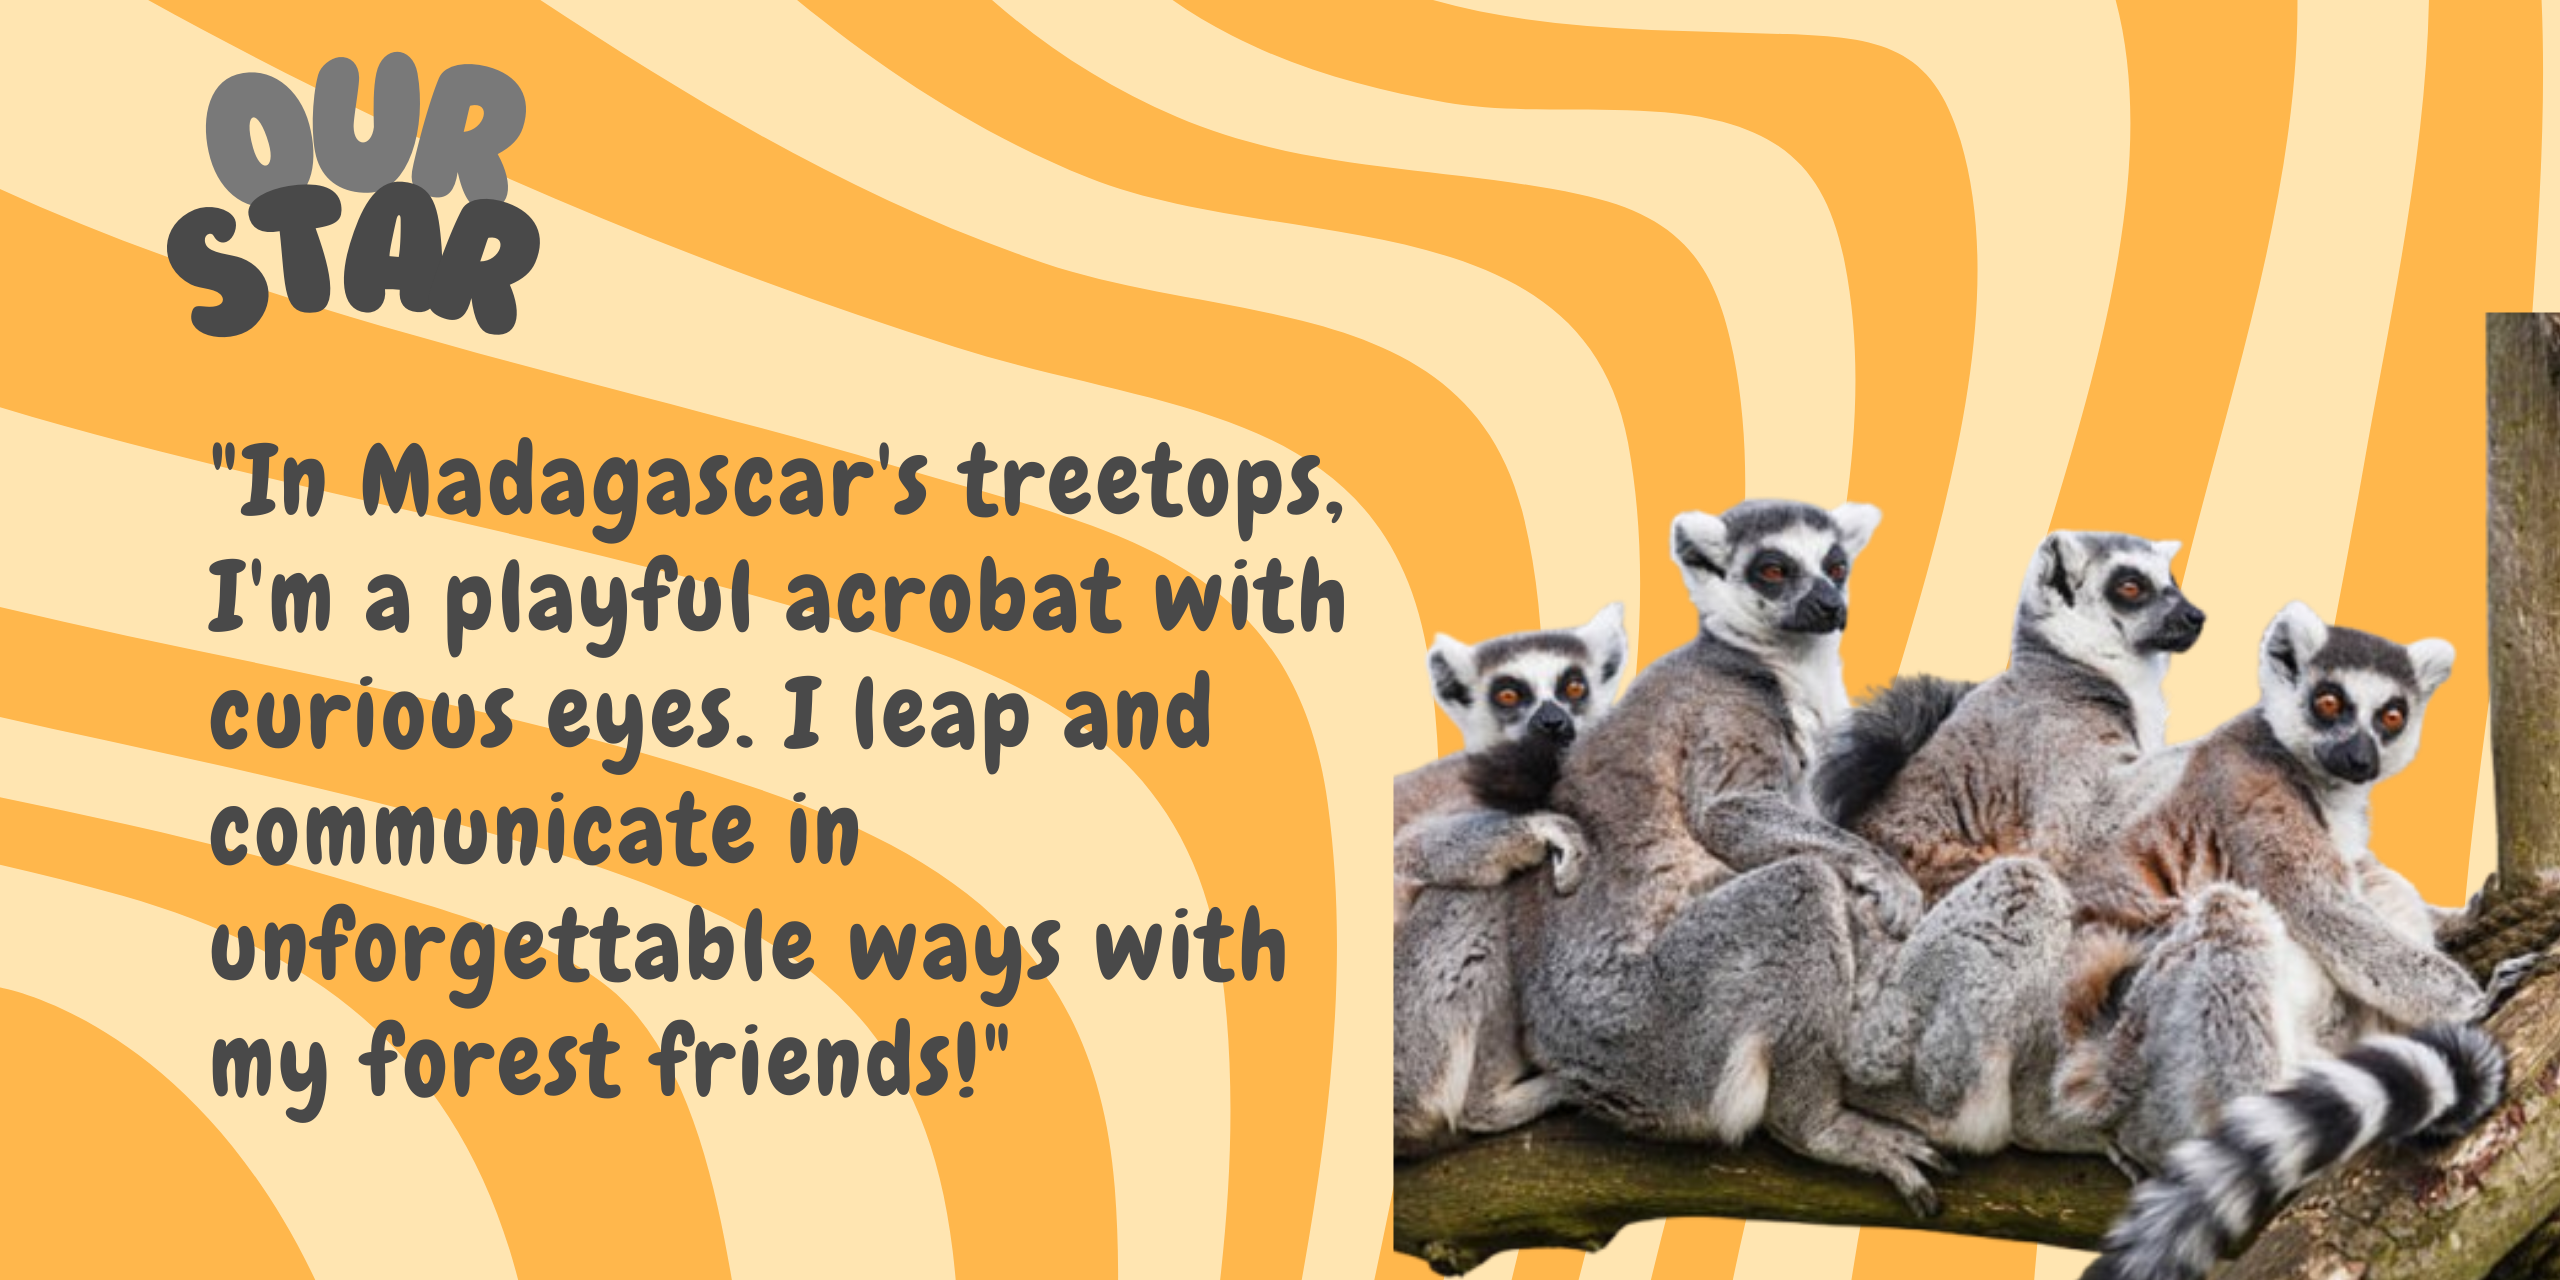 OUR
STAR
"In Madagascar's treetops,
I'm a playful acrobat with
curious eyes. I leap and
communicate in
unforgettable ways with
my forest friends!"